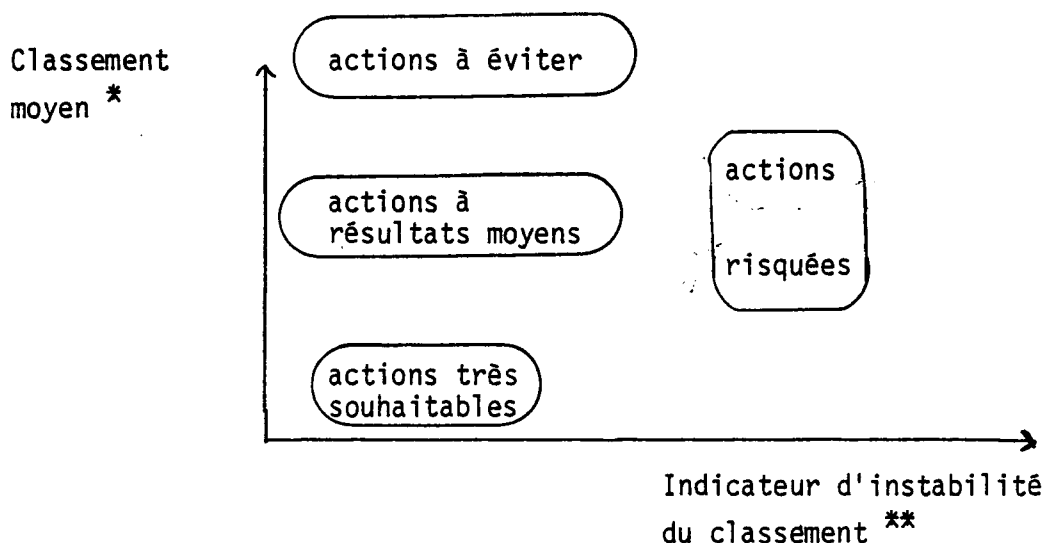 Classement
moyen *
actions à éviter
actions
risquées
actions à
résultats moyens
actions très
souhaitables
Indicateur d'instabilité
du classement **